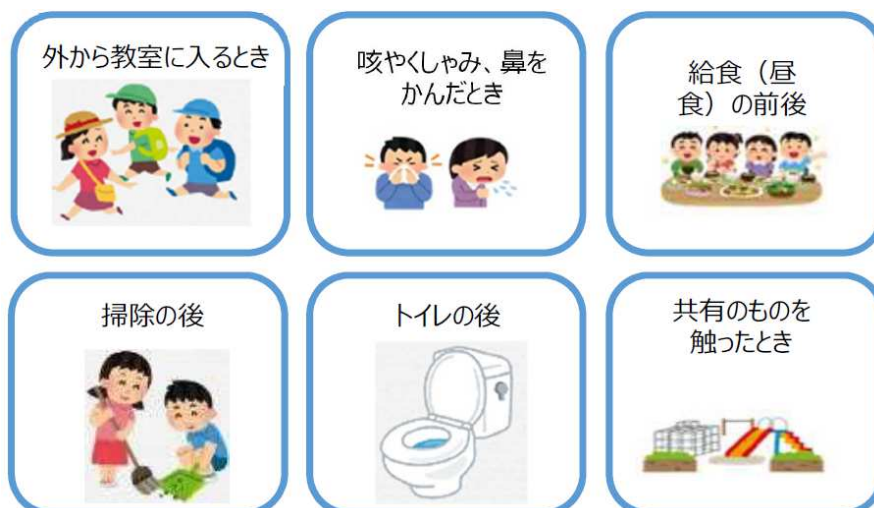 外から教室に入るとき
咳やくしゃみ、鼻を
かんだとき
給食（昼
食）の前後
掃除の後
トイレの後
共有のものを
触ったとき